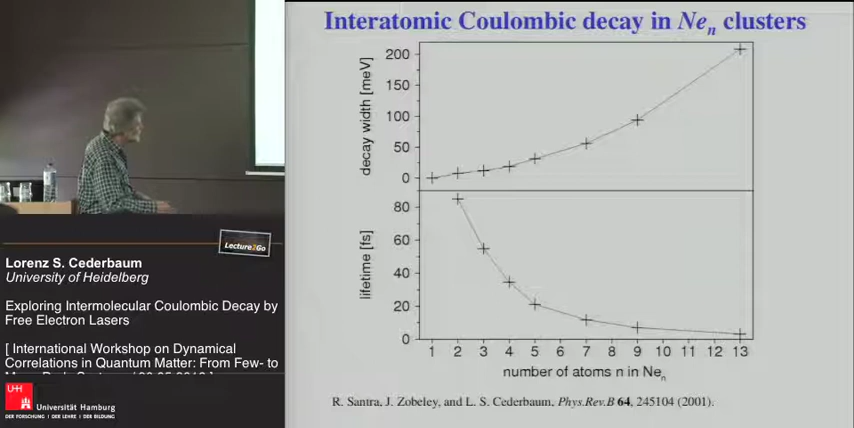 Interatomic Coulombic decay in Neₙ clusters
decay width [meV]
200
150
100
50
0
lifetime [fs]
80
60
40
20
0
1 2 3 4 5 6 7 8 9 10 11 12 13
number of atoms n in Neₙ
R. Santra, J. Zobeley, and L. S. Cederbaum, Phys.Rev.B 64, 245104 (2001).
Lecture2Go
Lorenz S. Cederbaum
University of Heidelberg
Exploring Intermolecular Coulombic Decay by
Free Electron Lasers
[ International Workshop on Dynamical
Correlations in Quantum Matter: From Few- to
UH
Universität Hamburg
DER FORSCHUNG | DER LEHRE | DER BILDUNG